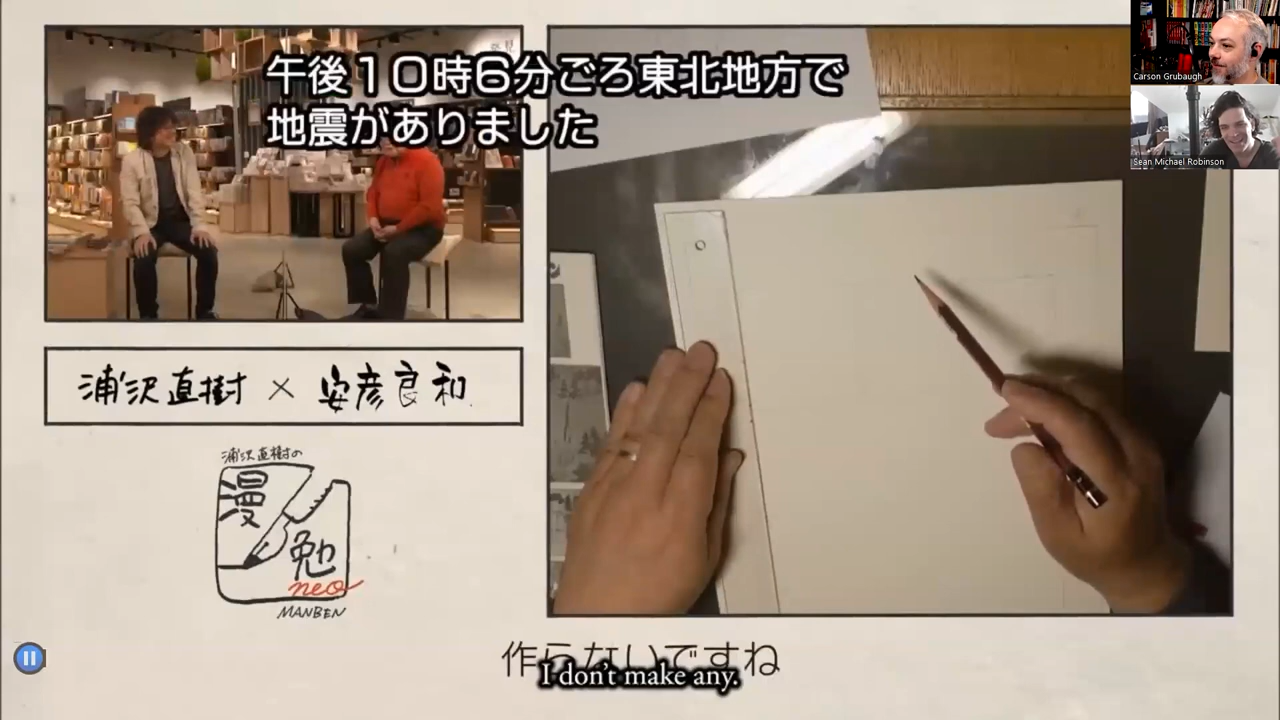 午後10時6分ごろ東北地方で
地震がありました
Carson Grubaugh
Sean Michael Robinson
浦沢直樹 × 安彦良和
浦沢直樹の
漫
勉
neo
MANBEN
作らないですね
I don't make any.